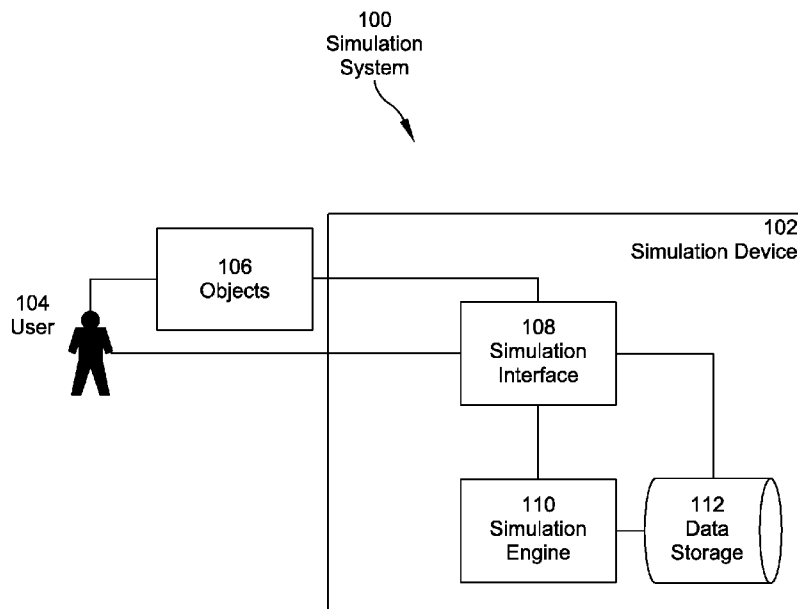 100
Simulation
System
102
Simulation Device
106
Objects
104
User
108
Simulation
Interface
110
Simulation
Engine
112
Data
Storage